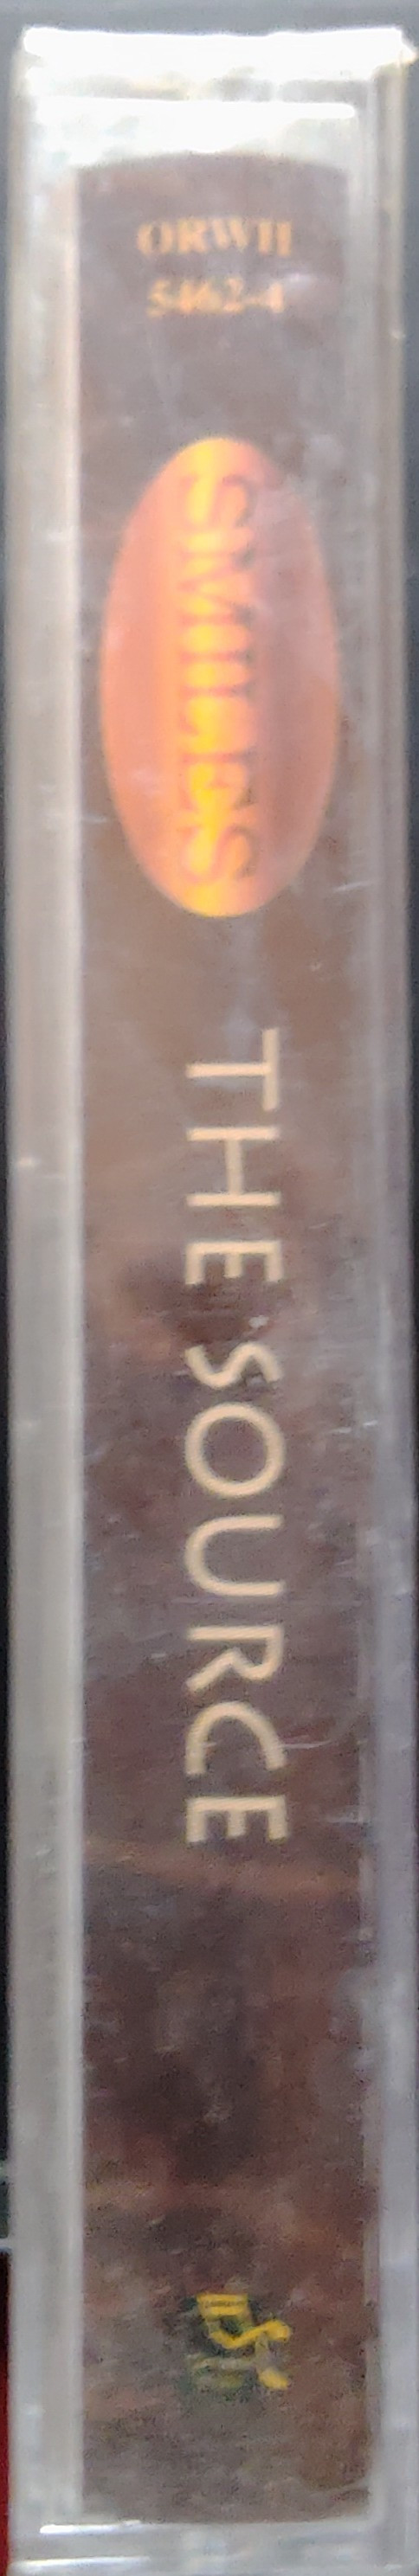 ORWH
5462-4
SMILES
THE SOURCE